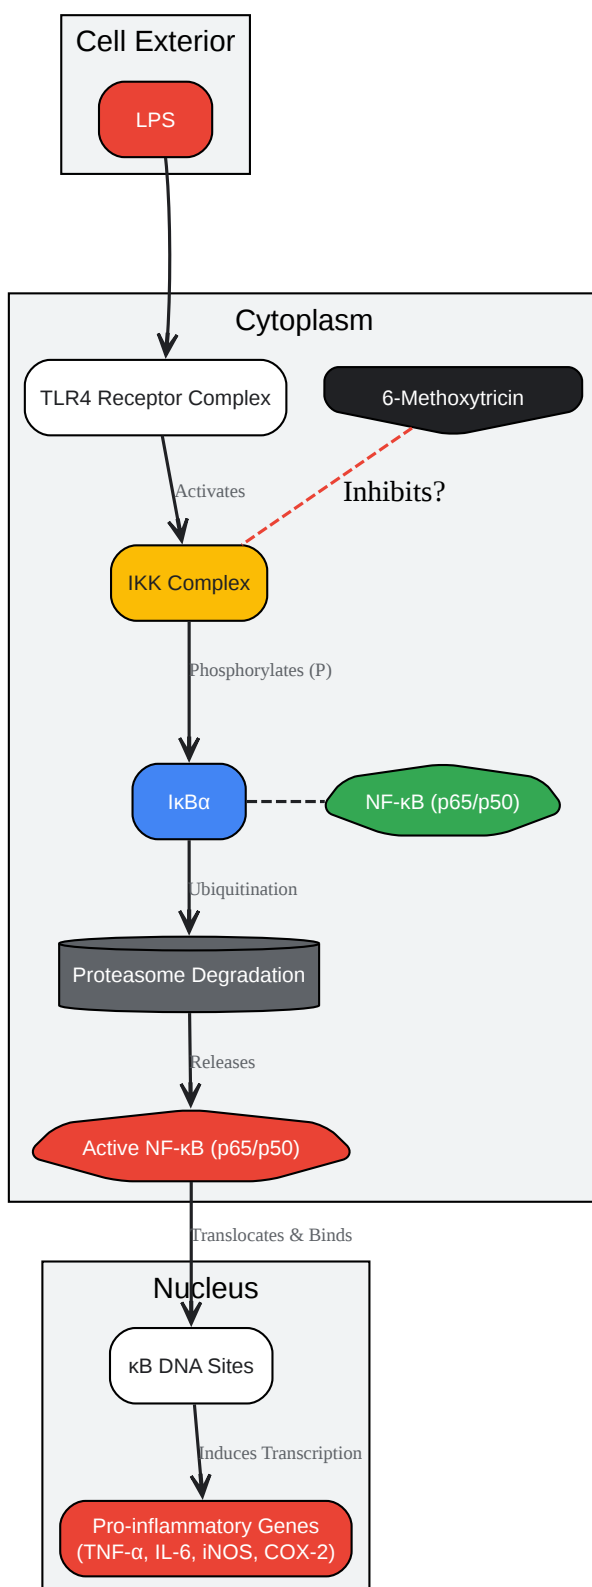 Cell Exterior
LPS
Cytoplasm
TLR4 Receptor Complex
6-Methoxytricin
Activates
Inhibits?
IKK Complex
Phosphorylates (P)
IκBα
NF-κB (p65/p50)
Ubiquitination
Proteasome Degradation
Releases
Active NF-κB (p65/p50)
Translocates & Binds
Nucleus
κB DNA Sites
Induces Transcription
Pro-inflammatory Genes
(TNF-α, IL-6, iNOS, COX-2)